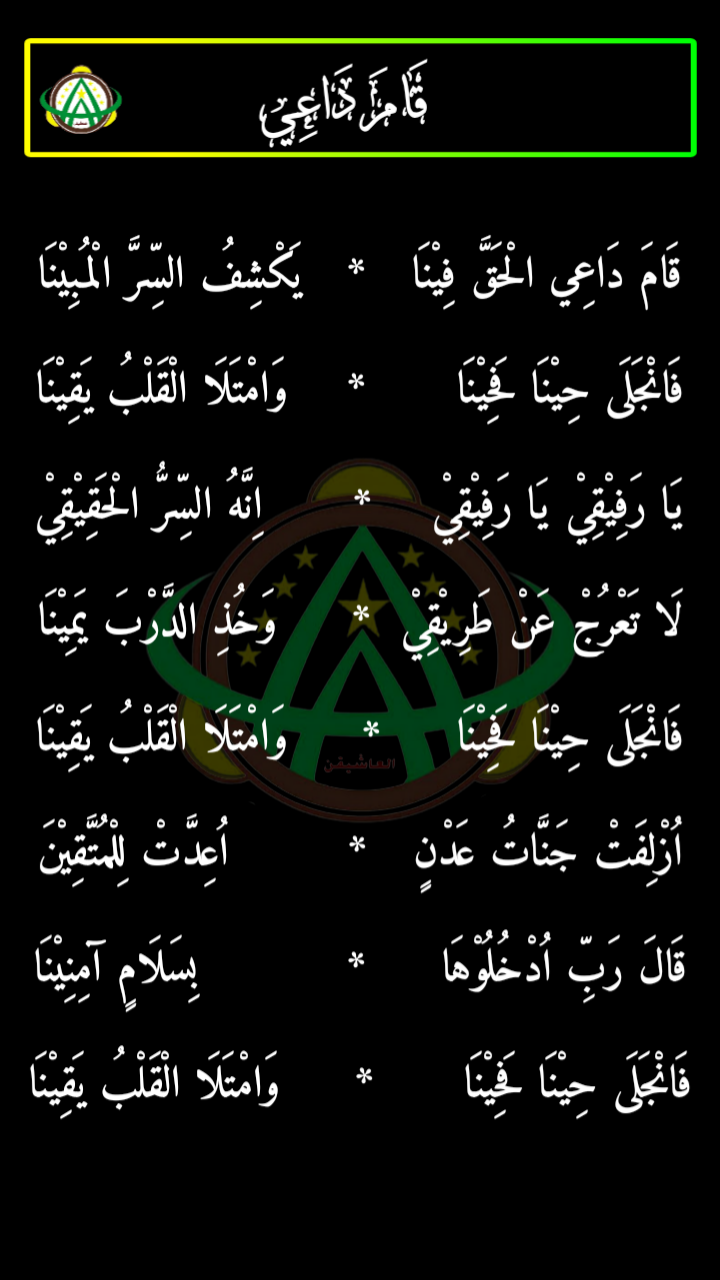 قَامَ دَاعِي
قَامَ دَاعِي الْحَقَّ فِيْنَا * يَكْشِفُ السِّرَّ الْمُبِيْنَا
فَانْجَلَى حِيْنَا فَحِيْنَا * وَامْتَلَا الْقَلْبُ يَقِيْنَا
يَا رَفِيْقِيْ يَا رَفِيْقِيْ * اِنَّهُ السِّرُّ الْحَقِيْقِيْ
لَا تَعْرُجْ عَنْ طَرِيْقِيْ * وَخُذِ الدَّرْبَ يَمِيْنَا
فَانْجَلَى حِيْنَا فَحِيْنَا * وَامْتَلَا الْقَلْبُ يَقِيْنَا
العاشيقن
اُزْلِفَتْ جَنَّاتُ عَدْنٍ * اُعِدَّتْ لِلْمُتَّقِيْنَ
قَالَ رَبِّ اُدْخُلُوْهَا * بِسَلَامٍ آمِنِيْنَا
فَانْجَلَى حِيْنَا فَحِيْنَا * وَامْتَلَا الْقَلْبُ يَقِيْنَا